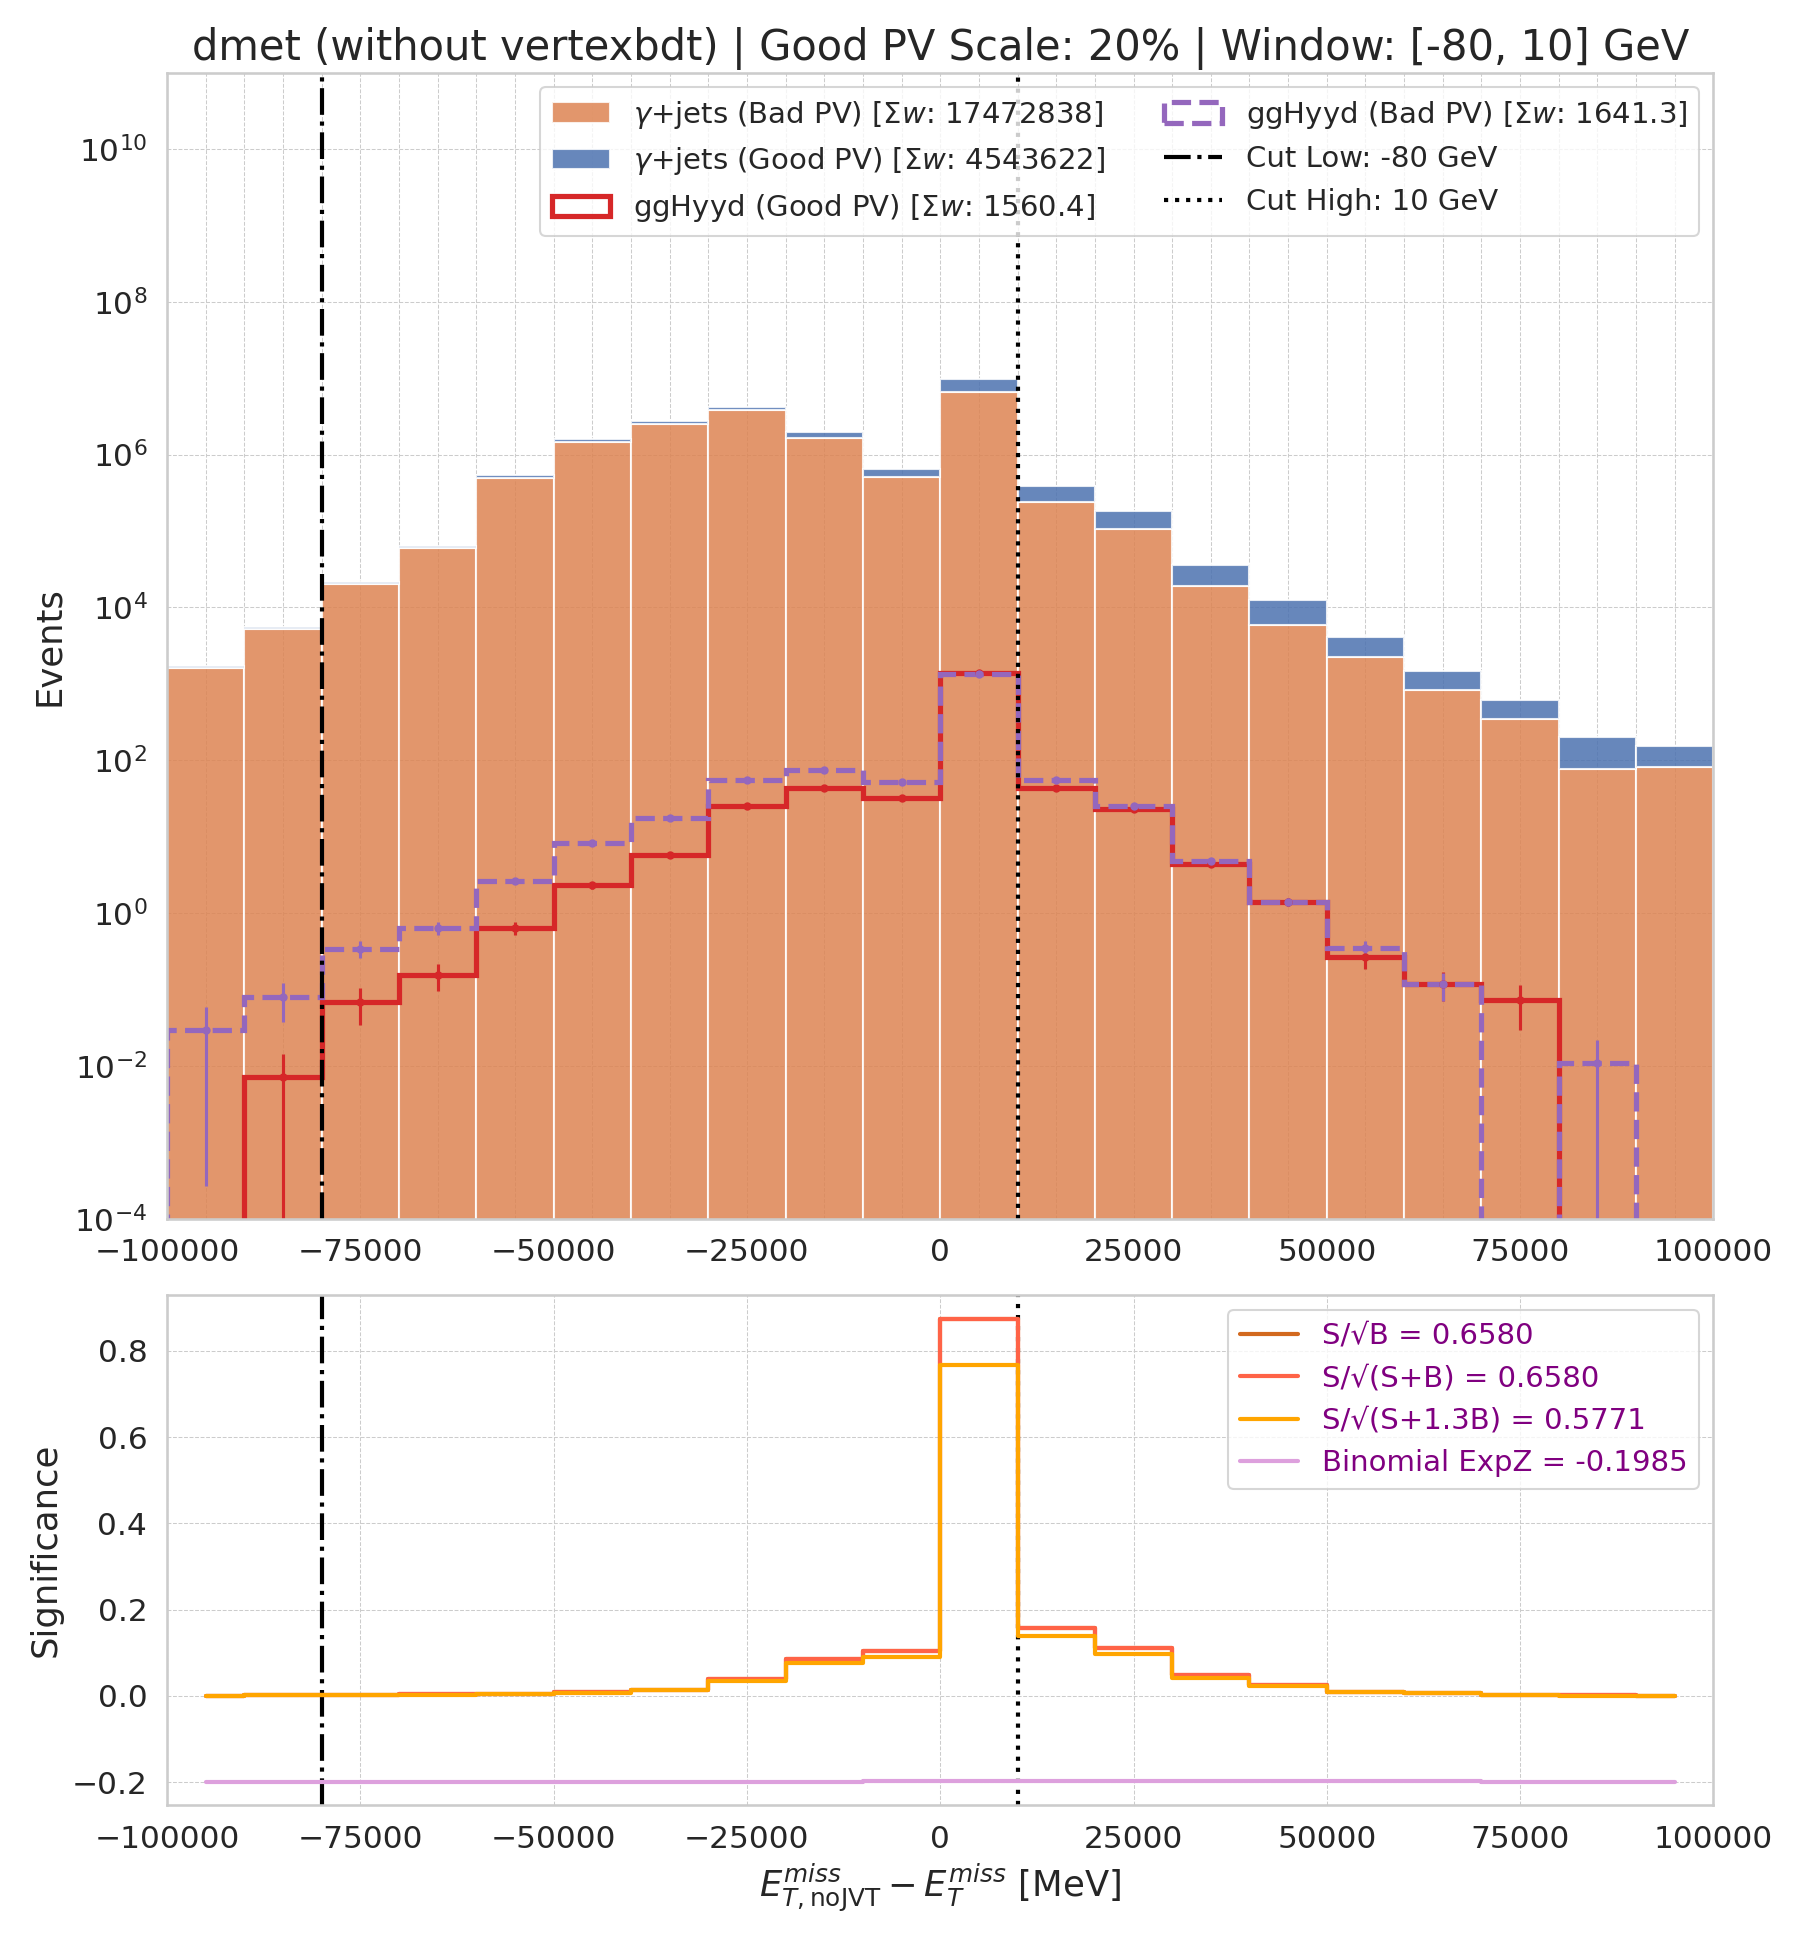 dmet (without vertexbdt) | Good PV Scale: 20% | Window: [-80, 10] GeV
γ+jets (Bad PV) [Σw: 17472838]
γ+jets (Good PV) [Σw: 4543622]
ggHyyd (Good PV) [Σw: 1560.4]
ggHyyd (Bad PV) [Σw: 1641.3]
Cut Low: -80 GeV
Cut High: 10 GeV
Events
10^10
10^8
10^6
10^4
10^2
10^0
10^−2
10^−4
−100000 −75000 −50000 −25000 0 25000 50000 75000 100000
S/√B = 0.6580
S/√(S+B) = 0.6580
S/√(S+1.3B) = 0.5771
Binomial ExpZ = -0.1985
Significance
0.8
0.6
0.4
0.2
0.0
−0.2
−100000 −75000 −50000 −25000 0 25000 50000 75000 100000
E_{T, noJVT}^{miss} − E_T^{miss} [MeV]